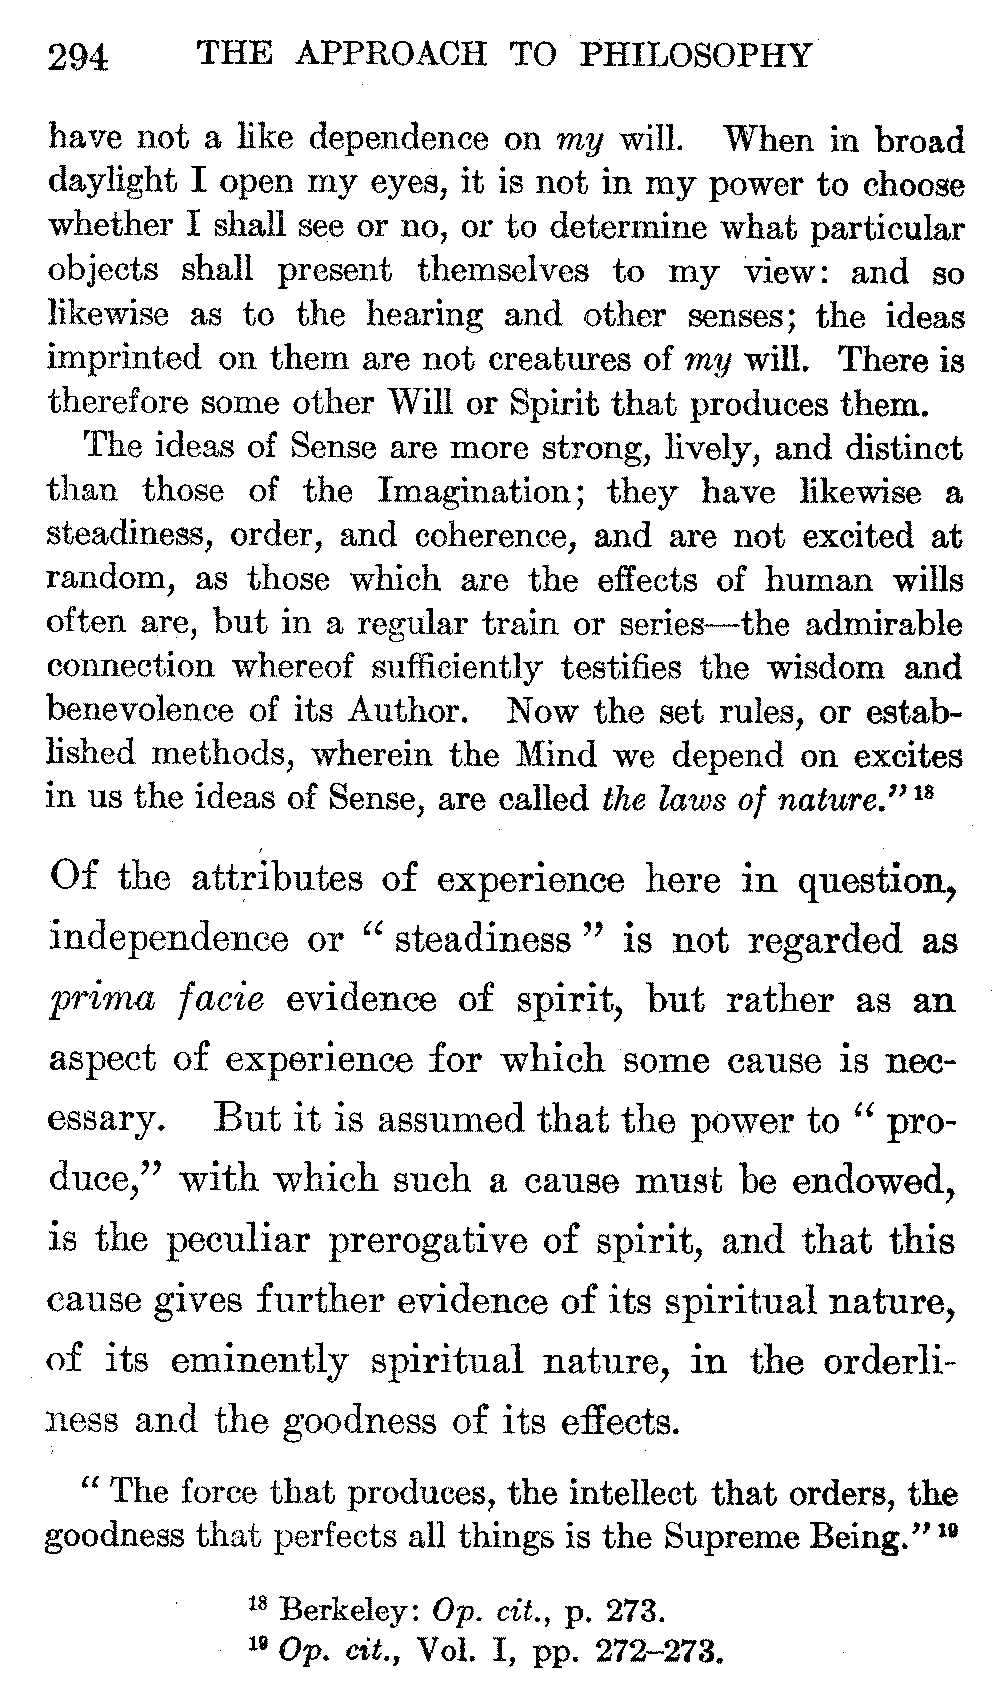 294 THE APPROACH TO PHILOSOPHY
have not a like dependence on my will. When in broad
daylight I open my eyes, it is not in my power to choose
whether I shall see or no, or to determine what particular
objects shall present themselves to my view: and so
likewise as to the hearing and other senses; the ideas
imprinted on them are not creatures of my will. There is
therefore some other Will or Spirit that produces them.
The ideas of Sense are more strong, lively, and distinct
than those of the Imagination; they have likewise a
steadiness, order, and coherence, and are not excited at
random, as those which are the effects of human wills
often are, but in a regular train or series—the admirable
connection whereof sufficiently testifies the wisdom and
benevolence of its Author. Now the set rules, or estab-
lished methods, wherein the Mind we depend on excites
in us the ideas of Sense, are called the laws of nature." 18
Of the attributes of experience here in question,
independence or " steadiness " is not regarded as
prima facie evidence of spirit, but rather as an
aspect of experience for which some cause is nec-
essary. But it is assumed that the power to " pro-
duce," with which such a cause must be endowed,
is the peculiar prerogative of spirit, and that this
cause gives further evidence of its spiritual nature,
of its eminently spiritual nature, in the orderli-
ness and the goodness of its effects.
" The force that produces, the intellect that orders, the
goodness that perfects all things is the Supreme Being." 19
18 Berkeley: Op. cit., p. 273.
19 Op. cit., Vol. I, pp. 272–273.